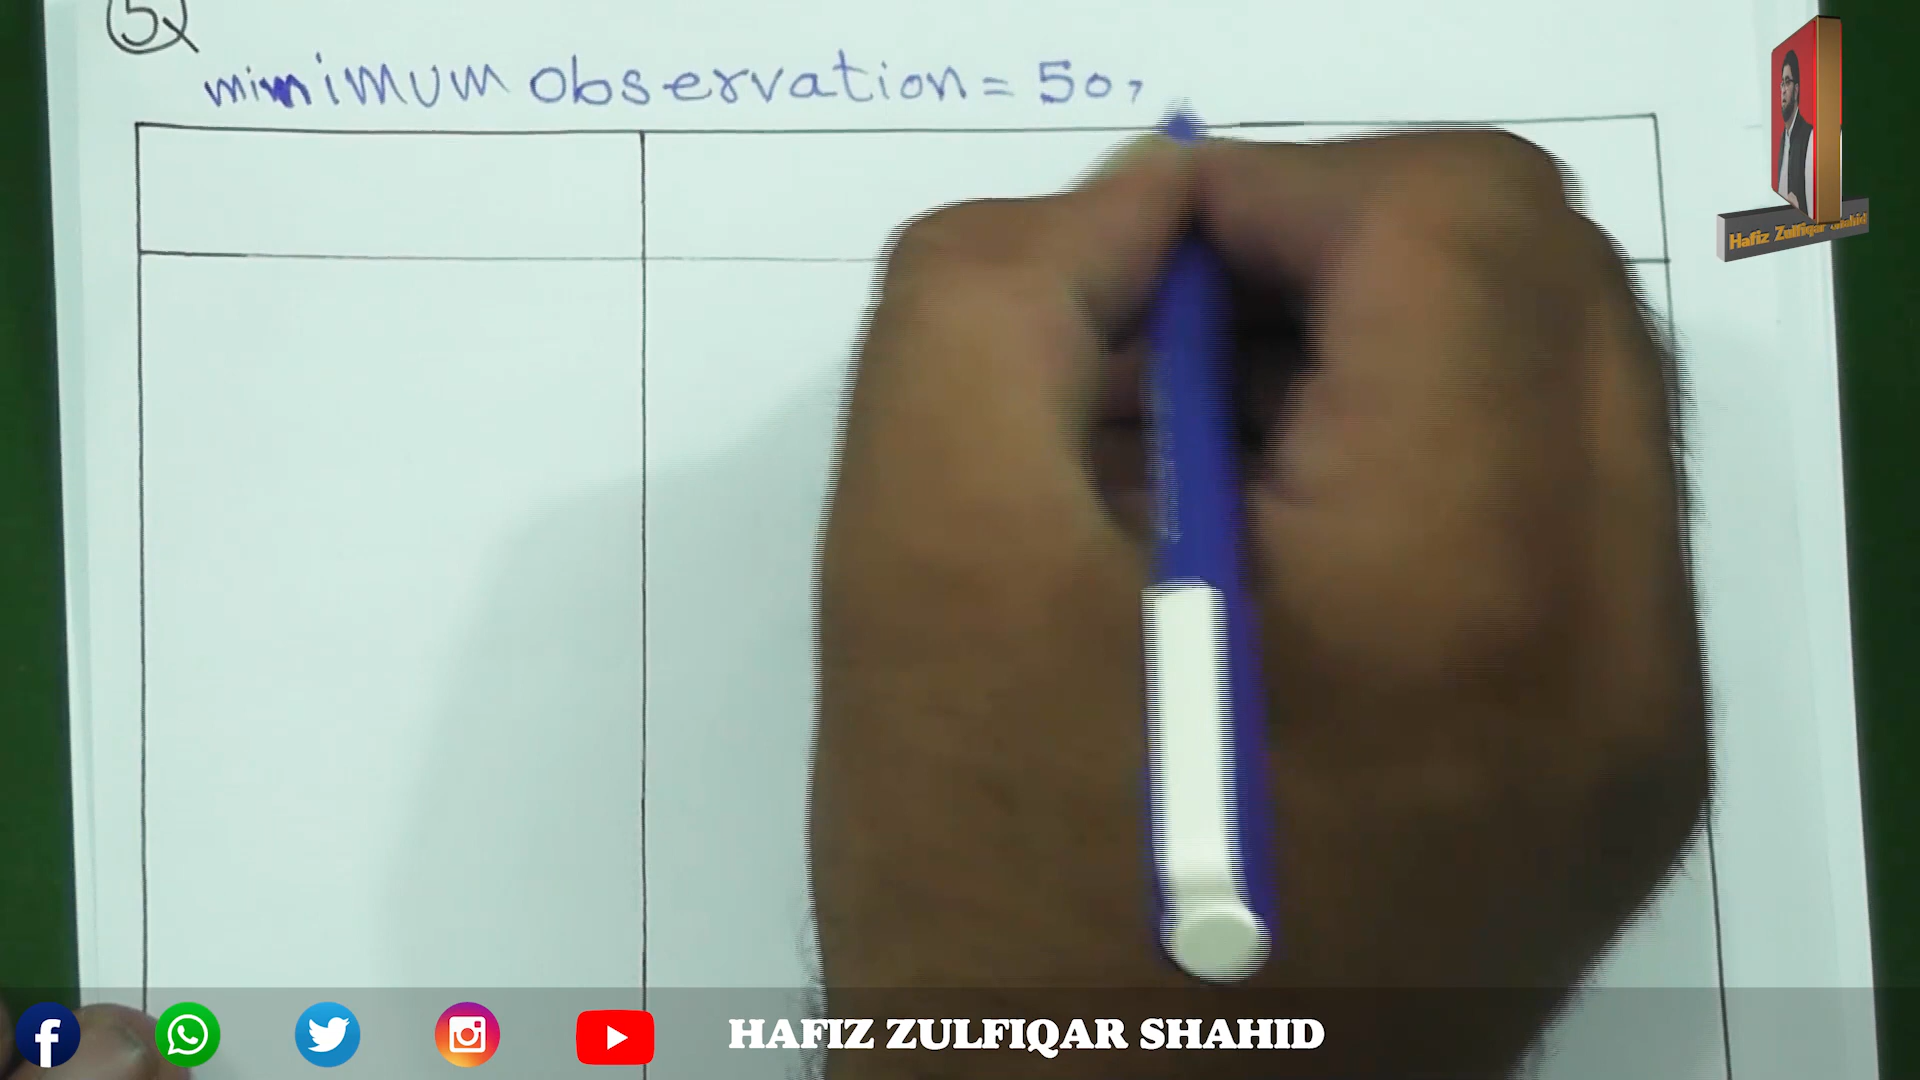 5
minimum observation = 50,
Hafiz Zulfiqar Shahid
HAFIZ ZULFIQAR SHAHID